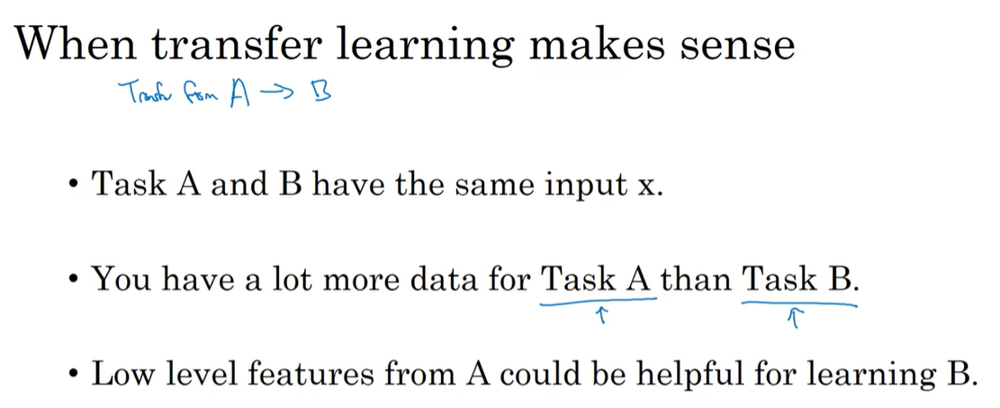 When transfer learning makes sense
Transfer from A → B
• Task A and B have the same input x.
• You have a lot more data for Task A than Task B.
• Low level features from A could be helpful for learning B.